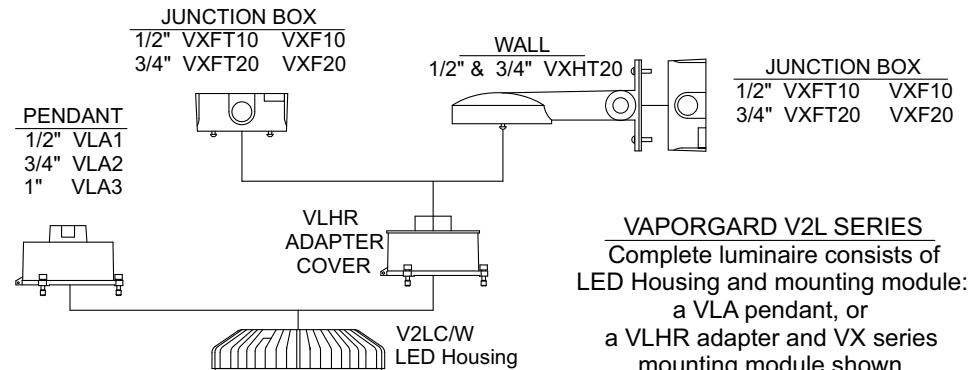 JUNCTION BOX
1/2" VXFT10 VXF10
3/4" VXFT20 VXF20
WALL
1/2" & 3/4" VXHT20
JUNCTION BOX
1/2" VXFT10 VXF10
3/4" VXFT20 VXF20
PENDANT
1/2" VLA1
3/4" VLA2
1" VLA3
VLHR
ADAPTER
COVER
V2LC/W
LED Housing
VAPORGARD V2L SERIES
Complete luminaire consists of
LED Housing and mounting module:
a VLA pendant, or
a VLHR adapter and VX series
mounting module shown